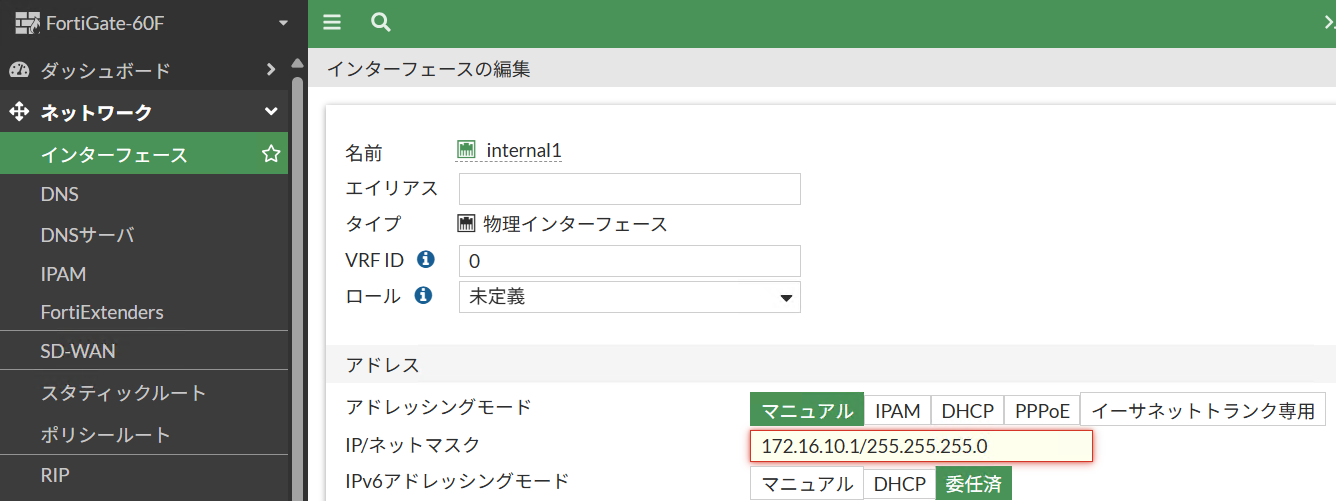 FortiGate-60F
ダッシュボード
ネットワーク
インターフェース
DNS
DNSサーバ
IPAM
FortiExtenders
SD-WAN
スタティックルート
ポリシールート
RIP
インターフェースの編集
名前 internal1
エイリアス
タイプ 物理インターフェース
VRF ID 0
ロール 未定義
アドレス
アドレッシングモード マニュアル IPAM DHCP PPPoE イーサネットトランク専用
IP/ネットマスク 172.16.10.1/255.255.255.0
IPv6アドレッシングモード マニュアル DHCP 委任済